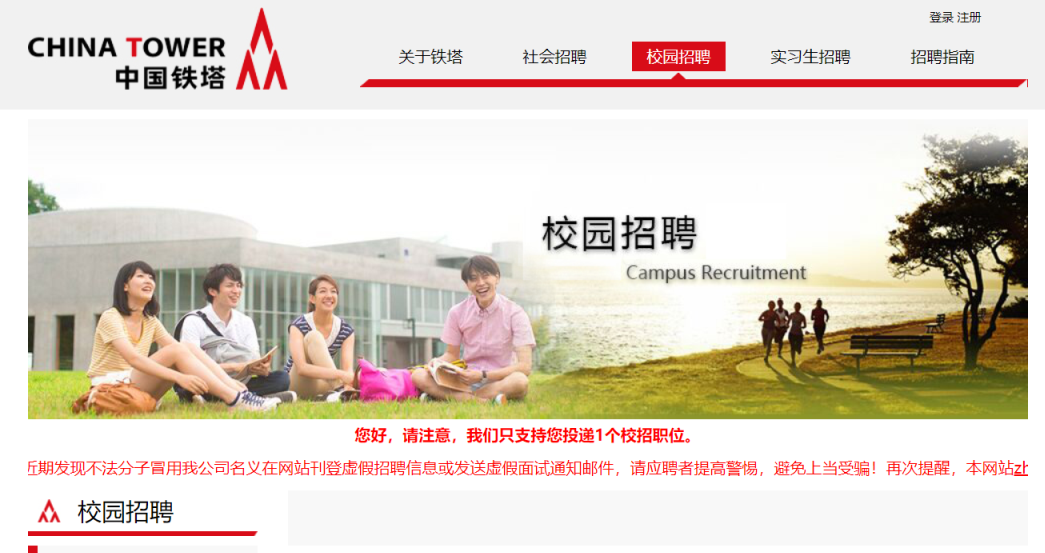 登录 注册
CHINA TOWER
中国铁塔
关于铁塔 社会招聘 校园招聘 实习生招聘 招聘指南
校园招聘
Campus Recruitment
您好，请注意，我们只支持您投递1个校招职位。
近期发现不法分子冒用我公司名义在网站刊登虚假招聘信息或发送虚假面试通知邮件，请应聘者提高警惕，避免上当受骗！再次提醒，本网站zh
校园招聘